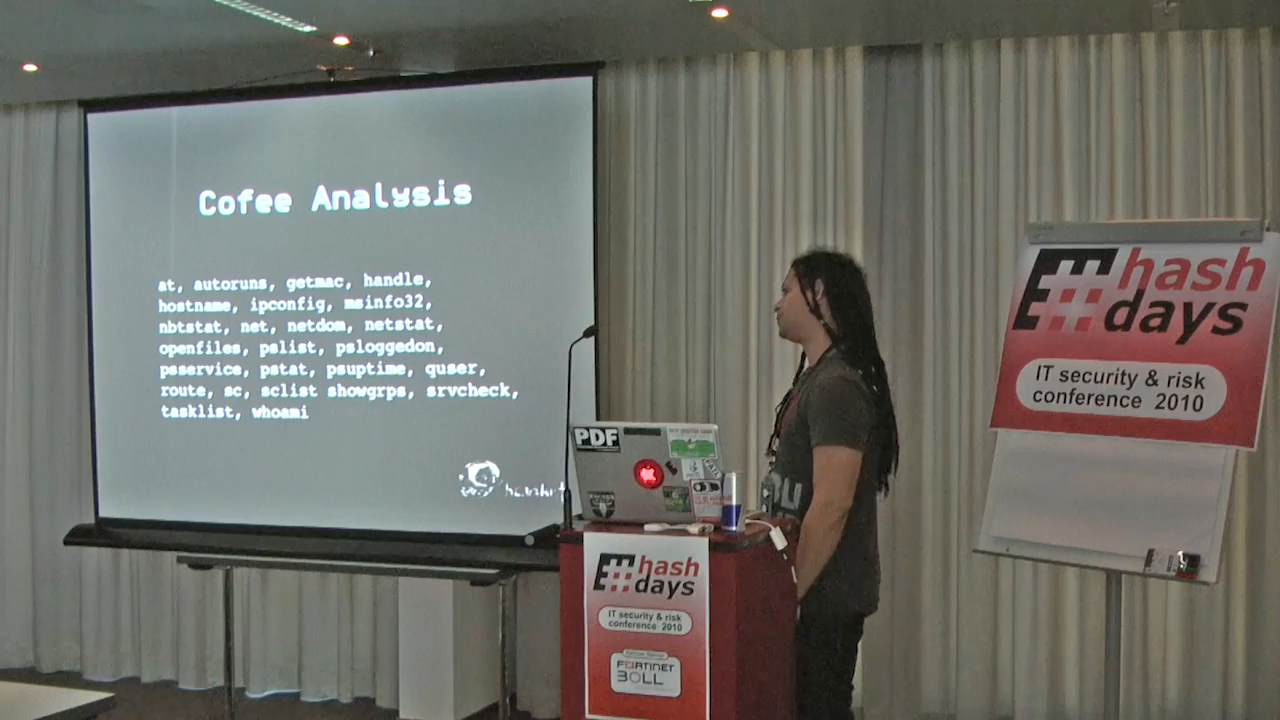 Cofee Analysis
at, autoruns, getmac, handle,
hostname, ipconfig, msinfo32,
nbtstat, net, netdom, netstat,
openfiles, pslist, psloggedon,
psservice, pstat, psuptime, quser,
route, sc, sclist showgrps, srvcheck,
tasklist, whoami
PDF
hash
days
IT security & risk
conference 2010
FORTINET
BOLL
hash
days
IT security & risk
conference 2010